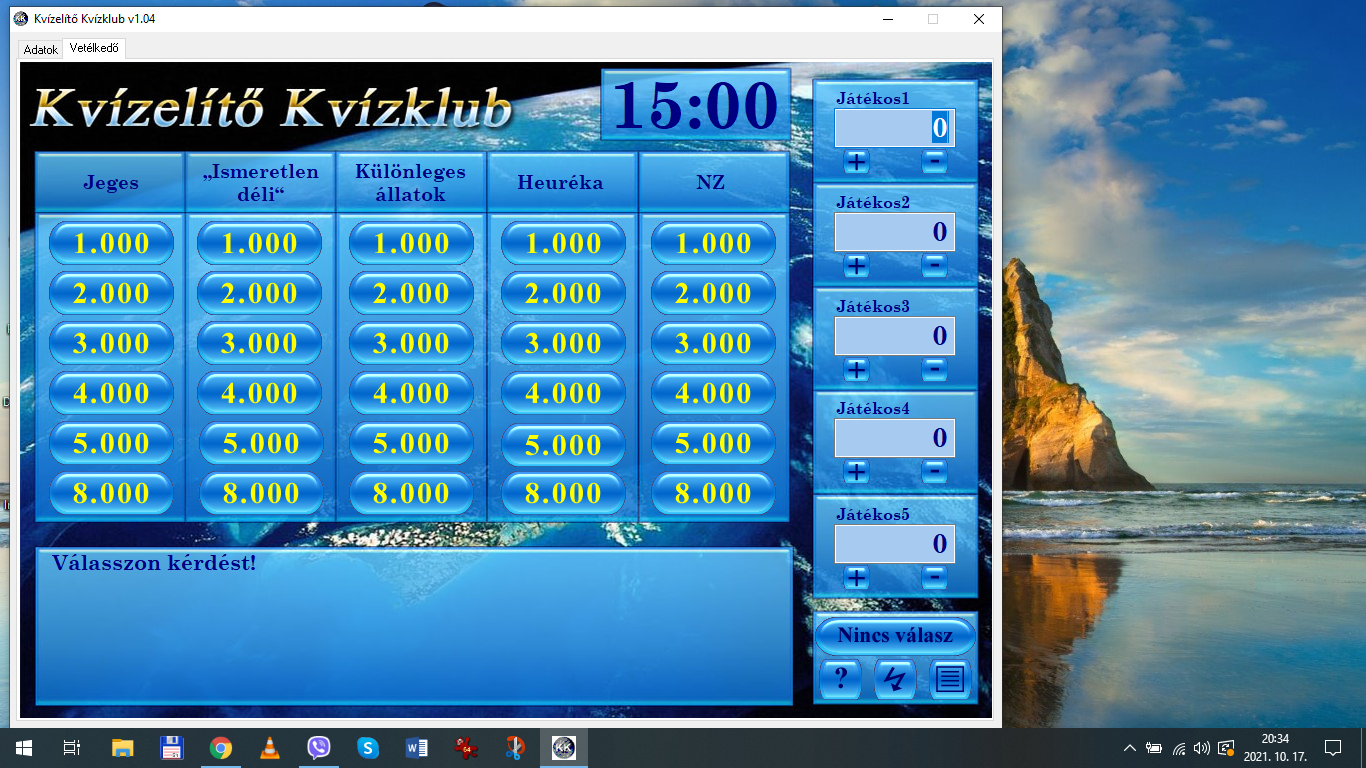 Kvízelítő Kvízklub v1.04
Adatok
Vetélkedő
Kvízelítő Kvízklub
15:00
Jeges
„Ismeretlen
déli“
Különleges
állatok
Heuréka
NZ
1.000
1.000
1.000
1.000
1.000
2.000
2.000
2.000
2.000
2.000
3.000
3.000
3.000
3.000
3.000
4.000
4.000
4.000
4.000
4.000
5.000
5.000
5.000
5.000
5.000
8.000
8.000
8.000
8.000
8.000
Válasszon kérdést!
Játékos1
0
+ -
Játékos2
0
+ -
Játékos3
0
+ -
Játékos4
0
+ -
Játékos5
0
+ -
Nincs válasz
?
64
KK
20:34
2021. 10. 17.